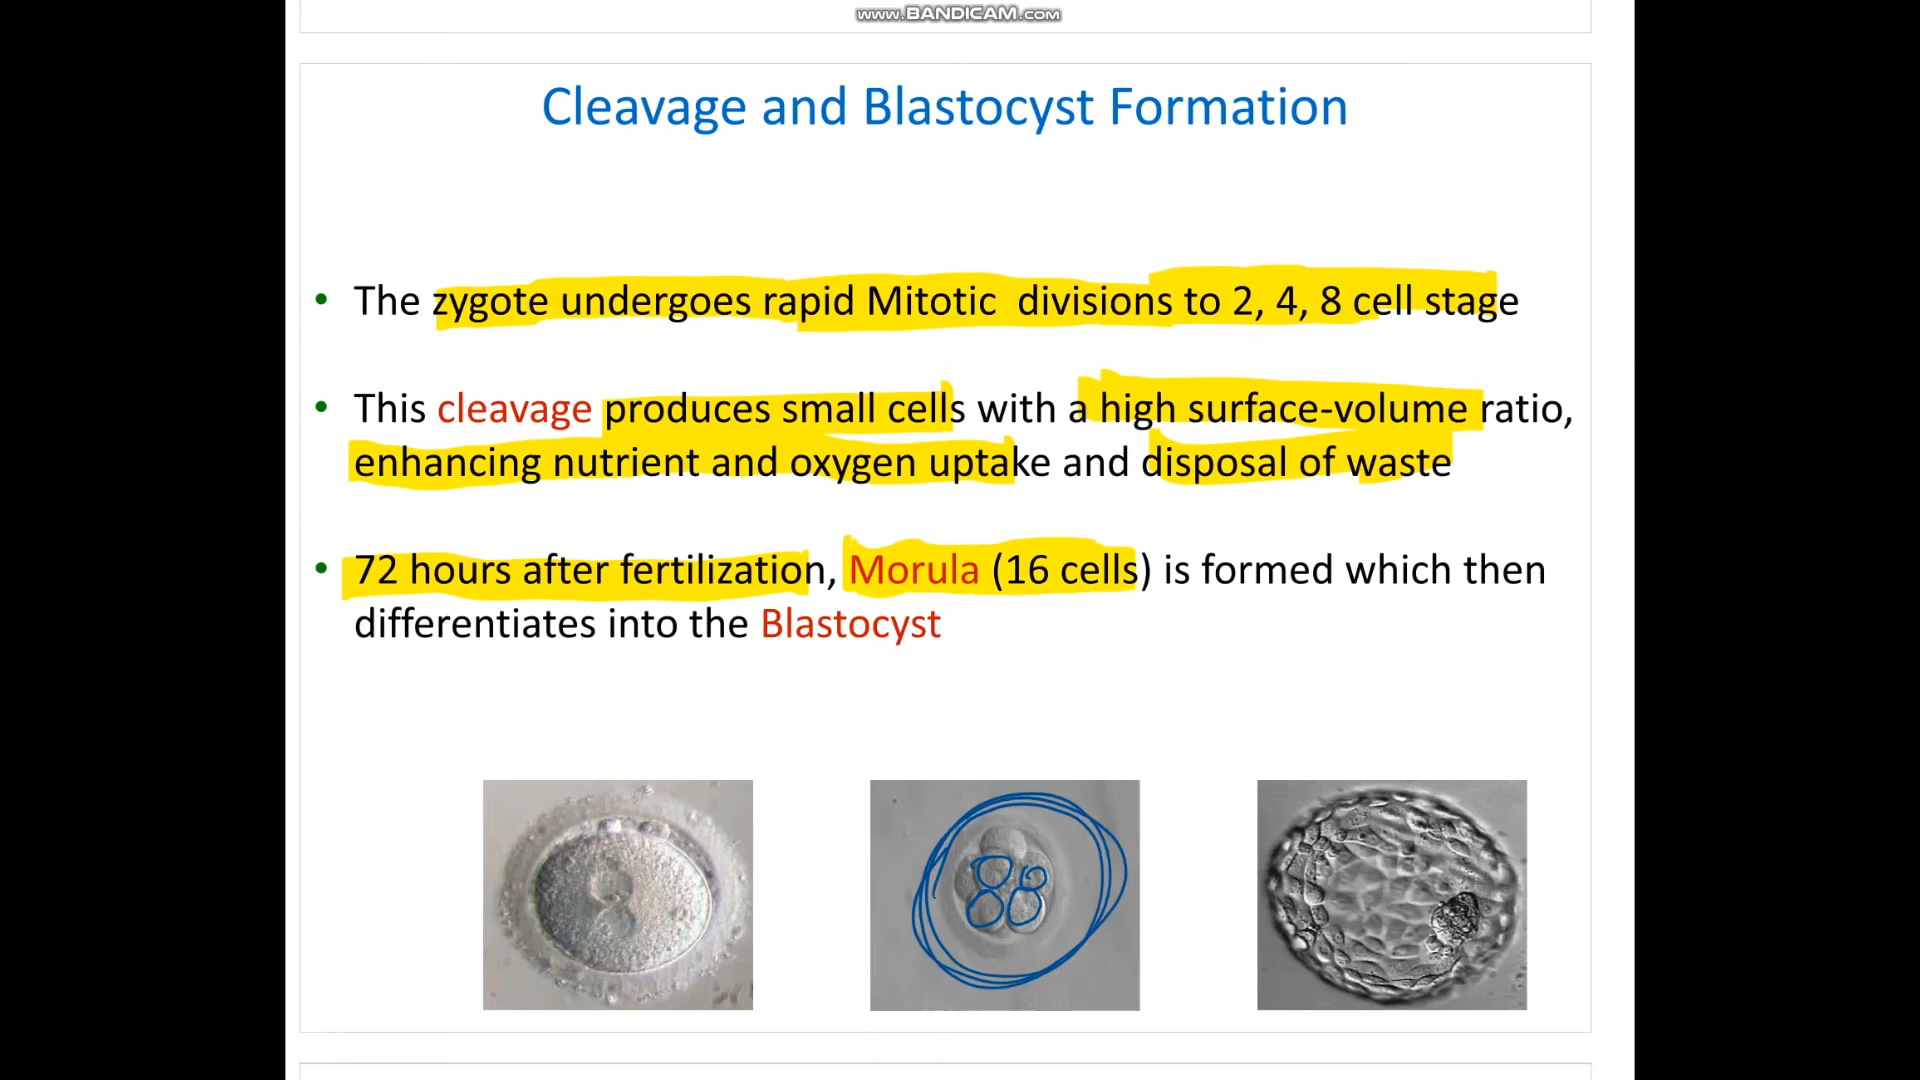 www.BANDICAM.com
Cleavage and Blastocyst Formation
• The zygote undergoes rapid Mitotic divisions to 2, 4, 8 cell stage
• This cleavage produces small cells with a high surface-volume ratio,
enhancing nutrient and oxygen uptake and disposal of waste
• 72 hours after fertilization, Morula (16 cells) is formed which then
differentiates into the Blastocyst